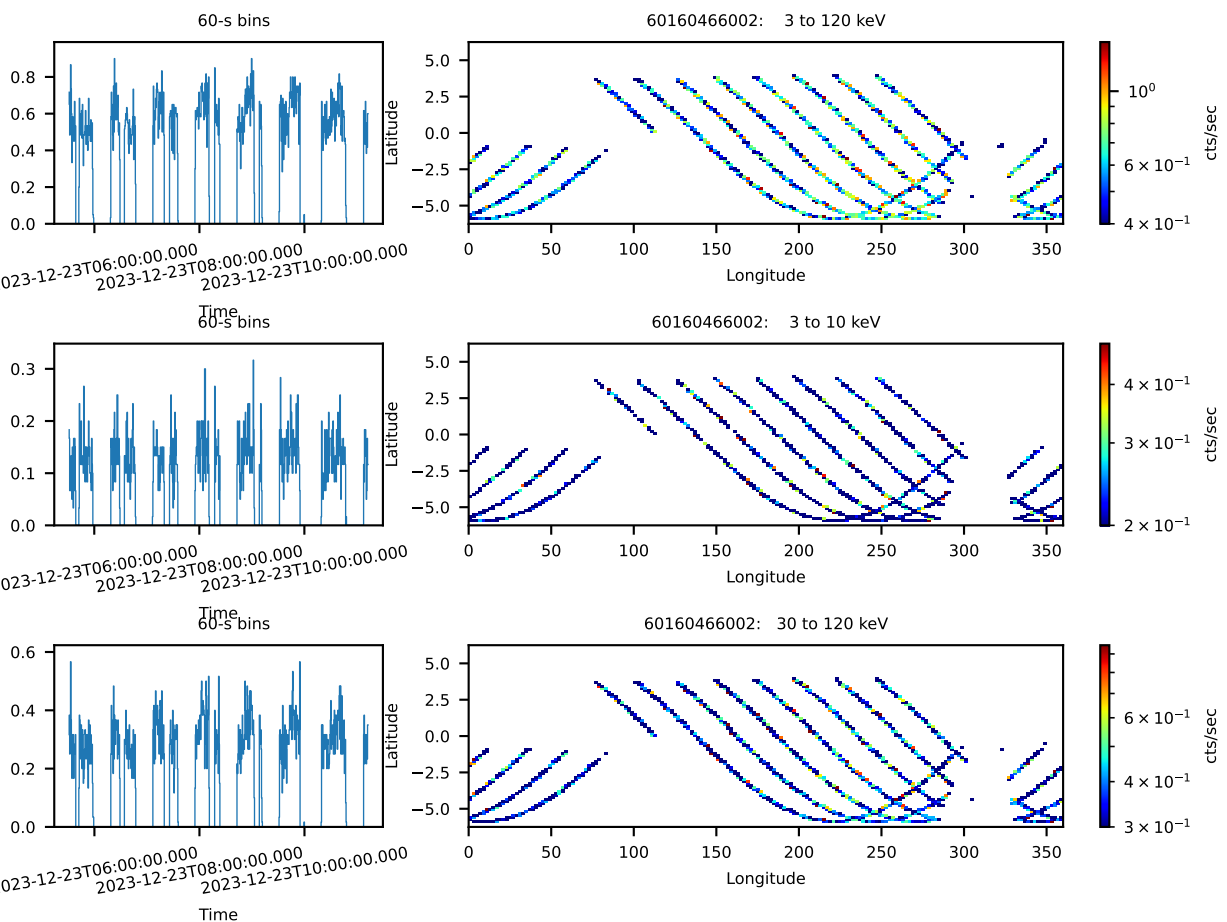 60-s bins
60160466002:    3 to 120 keV
0.8
0.6
0.4
0.2
0.0
023-12-23T06:00:00.000
2023-12-23T08:00:00.000
2023-12-23T10:00:00.000
Time
Latitude
5.0
2.5
0.0
−2.5
−5.0
0 50 100 150 200 250 300 350
Longitude
10⁰
6 × 10⁻¹
4 × 10⁻¹
cts/sec
60-s bins
60160466002:    3 to 10 keV
0.3
0.2
0.1
0.0
023-12-23T06:00:00.000
2023-12-23T08:00:00.000
2023-12-23T10:00:00.000
Time
Latitude
5.0
2.5
0.0
−2.5
−5.0
0 50 100 150 200 250 300 350
Longitude
4 × 10⁻¹
3 × 10⁻¹
2 × 10⁻¹
cts/sec
60-s bins
60160466002:   30 to 120 keV
0.6
0.4
0.2
0.0
023-12-23T06:00:00.000
2023-12-23T08:00:00.000
2023-12-23T10:00:00.000
Time
Latitude
5.0
2.5
0.0
−2.5
−5.0
0 50 100 150 200 250 300 350
Longitude
6 × 10⁻¹
4 × 10⁻¹
3 × 10⁻¹
cts/sec